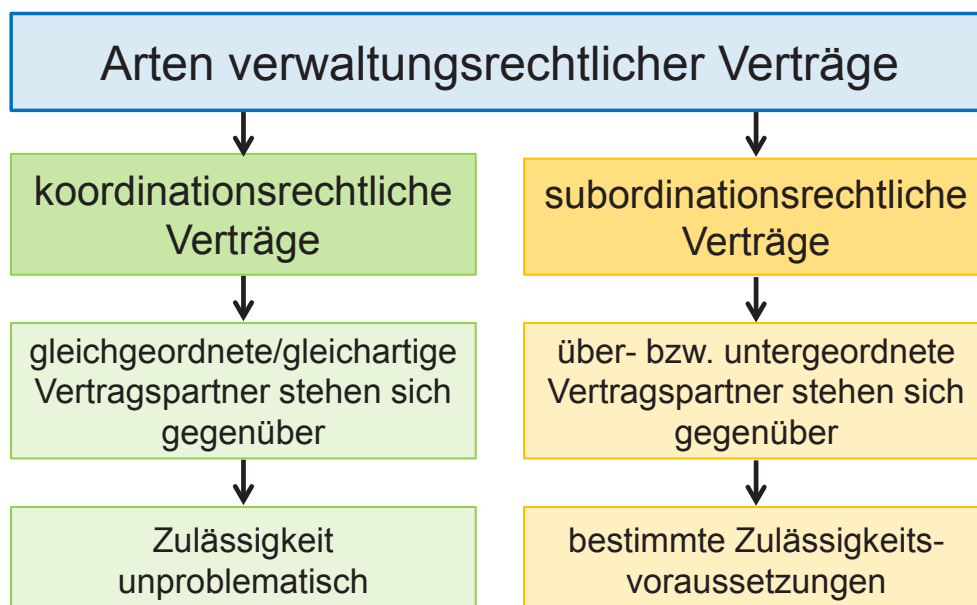 Arten verwaltungsrechtlicher Verträge
koordinationsrechtliche
Verträge
subordinationsrechtliche
Verträge
gleichgeordnete/gleichartige
Vertragspartner stehen sich
gegenüber
über- bzw. untergeordnete
Vertragspartner stehen sich
gegenüber
Zulässigkeit
unproblematisch
bestimmte Zulässigkeits-
voraussetzungen